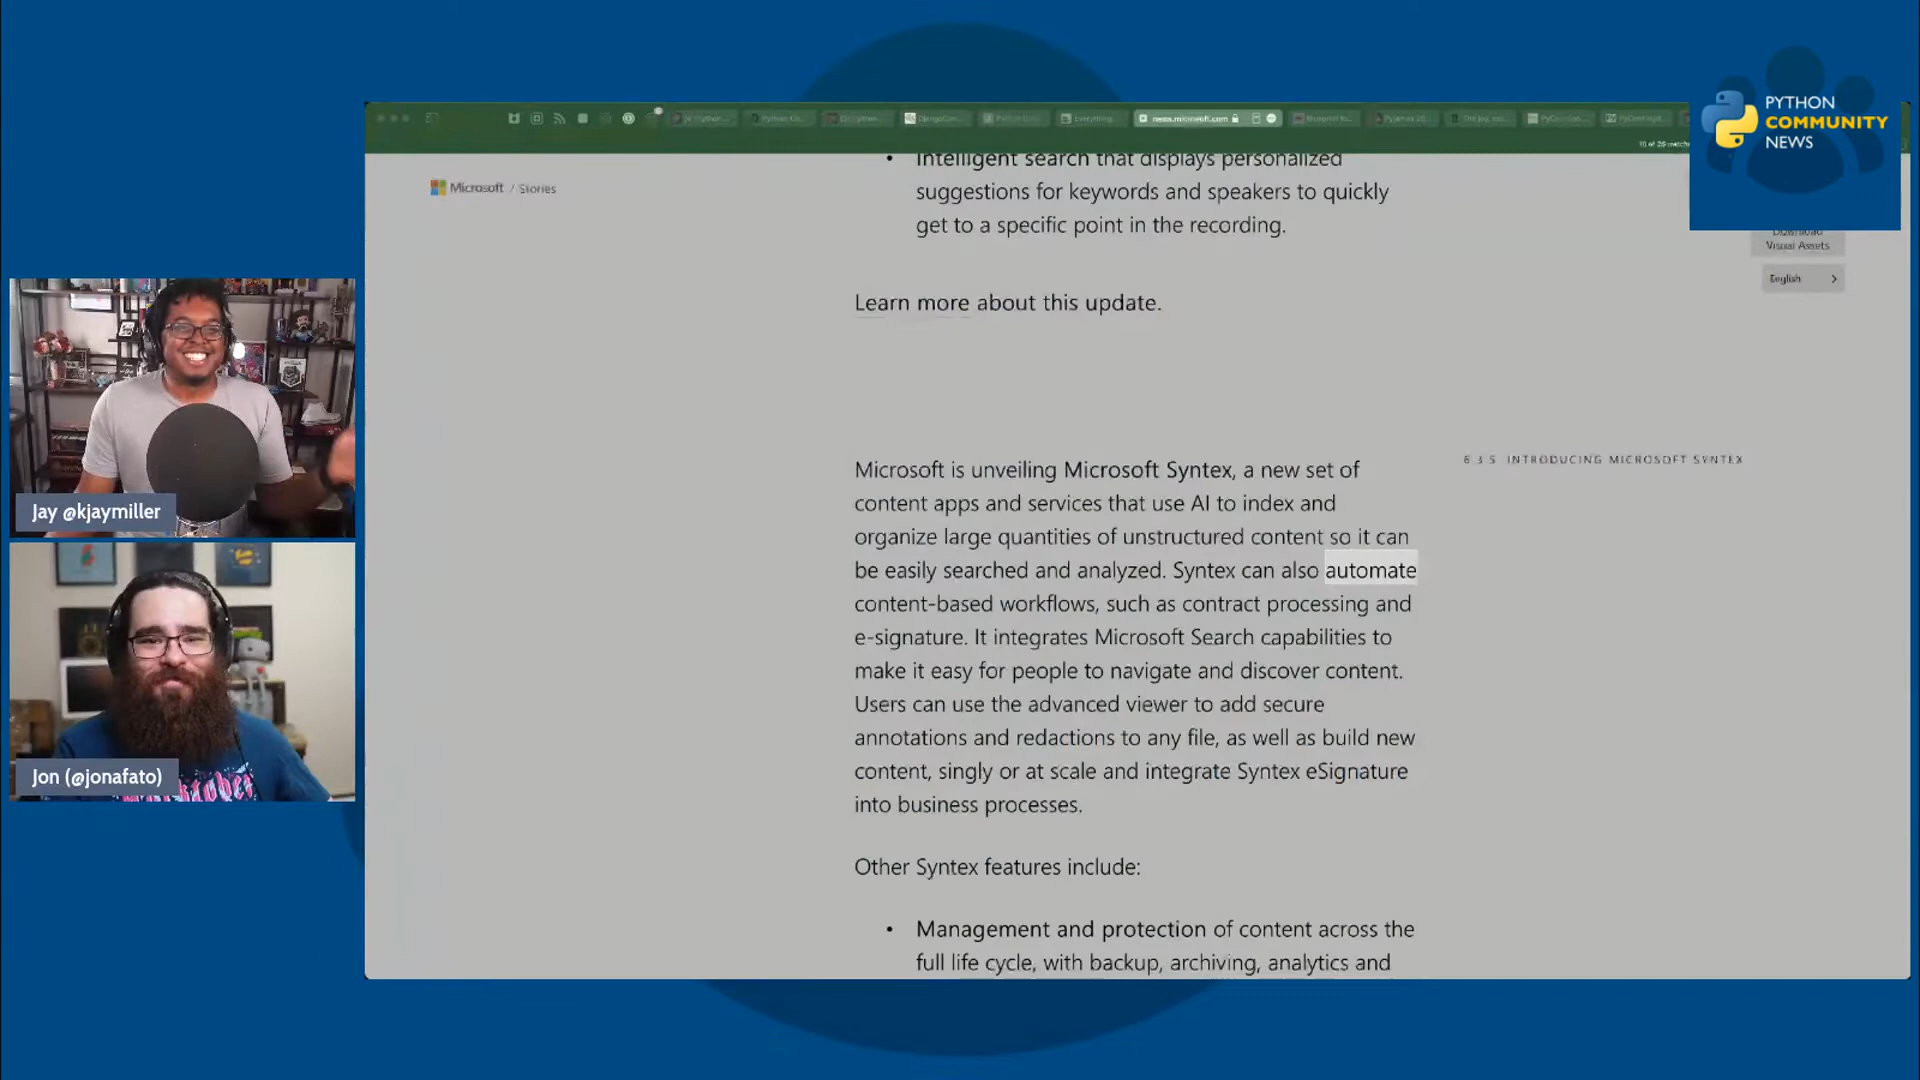 PYTHON
COMMUNITY
NEWS
news.microsoft.com
Microsoft / Stories
Intelligent search that displays personalized
suggestions for keywords and speakers to quickly
get to a specific point in the recording.
Download
Visual Assets
English
Learn more about this update.
Microsoft is unveiling Microsoft Syntex, a new set of
content apps and services that use AI to index and
organize large quantities of unstructured content so it can
be easily searched and analyzed. Syntex can also automate
content-based workflows, such as contract processing and
e-signature. It integrates Microsoft Search capabilities to
make it easy for people to navigate and discover content.
Users can use the advanced viewer to add secure
annotations and redactions to any file, as well as build new
content, singly or at scale and integrate Syntex eSignature
into business processes.
6.3.5 INTRODUCING MICROSOFT SYNTEX
Other Syntex features include:
Management and protection of content across the
full life cycle, with backup, archiving, analytics and
Jay @kjaymiller
Jon (@jonafato)